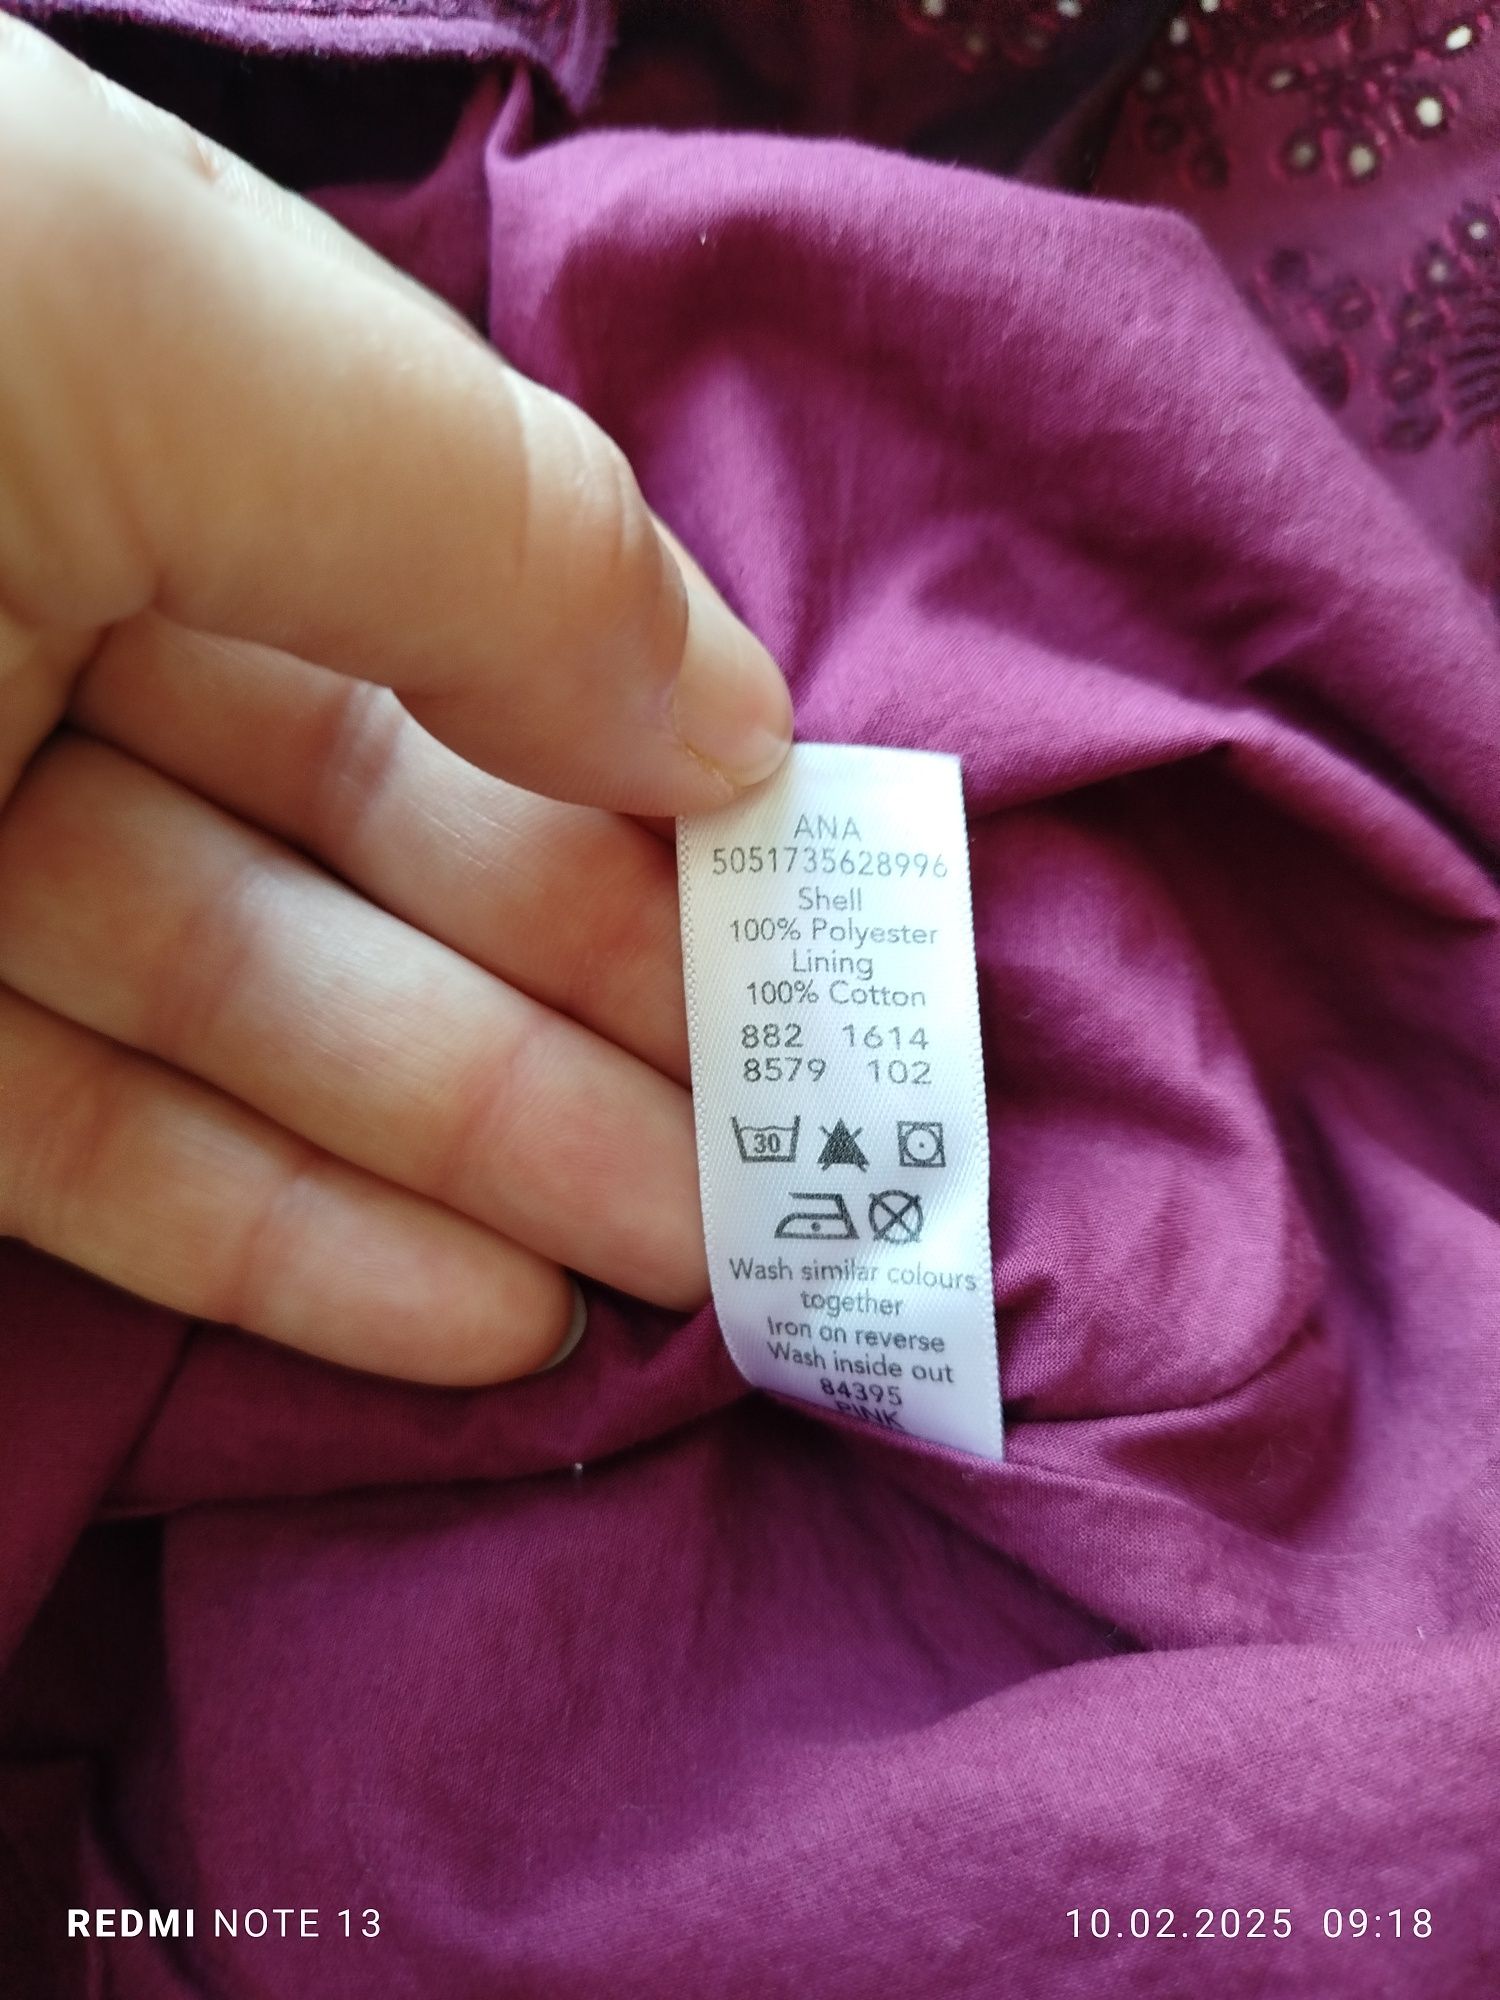 ANA
5051735628996
Shell
100% Polyester
Lining
100% Cotton
882 1614
8579 102
30
Wash similar colours
together
Iron on reverse
Wash inside out
84395
PINK
REDMI NOTE 13
10.02.2025 09:18